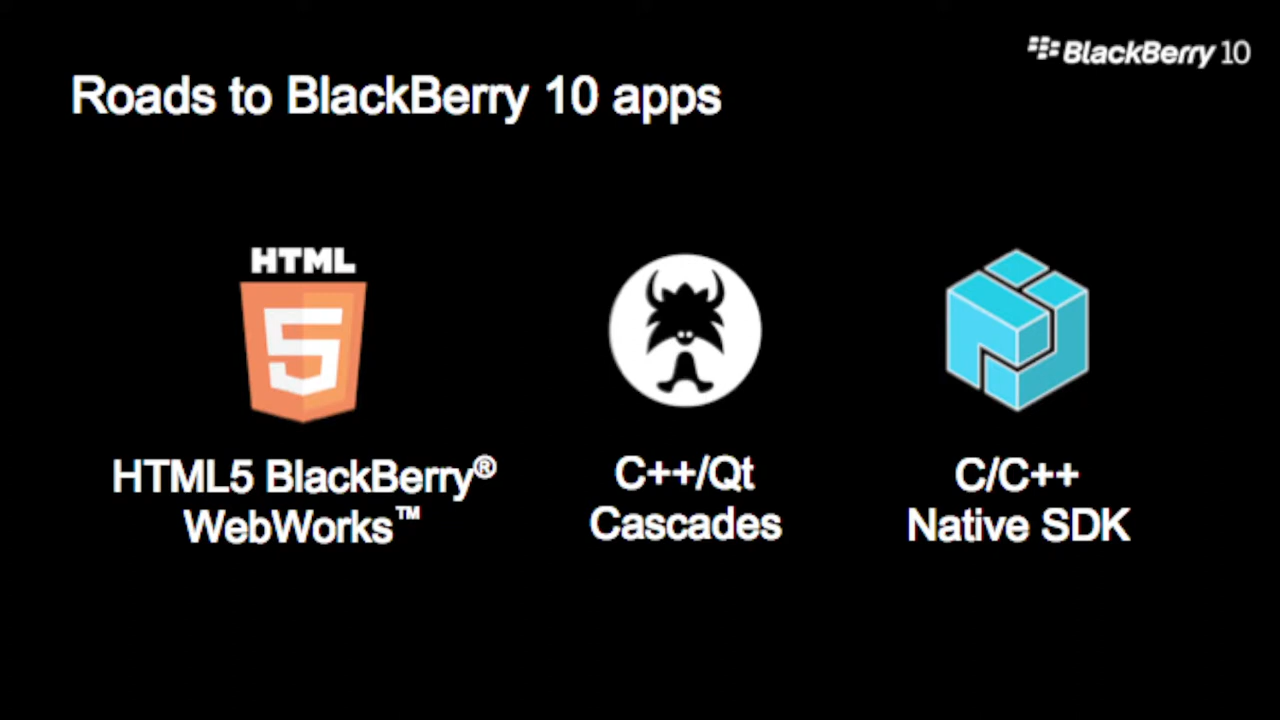 BlackBerry 10
Roads to BlackBerry 10 apps
HTML
5
HTML5 BlackBerry®
WebWorks™
C++/Qt
Cascades
C/C++
Native SDK